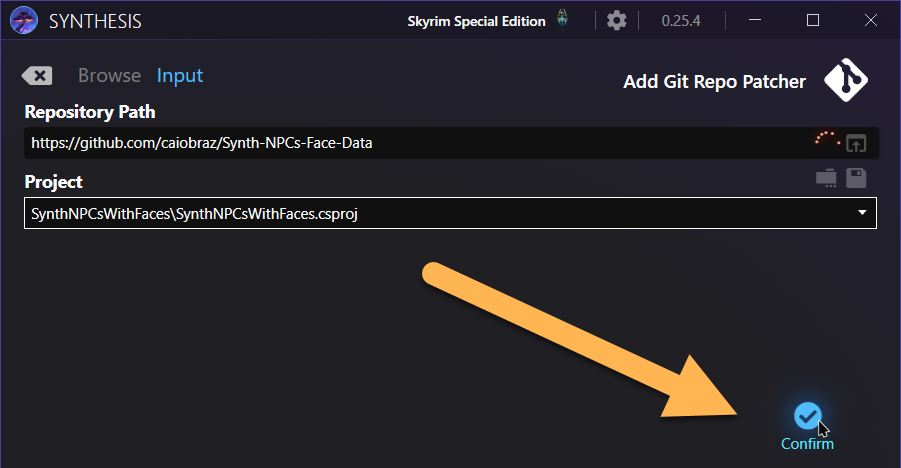 SYNTHESIS
Skyrim Special Edition
0.25.4
Browse Input
Add Git Repo Patcher
Repository Path
https://github.com/caiobraz/Synth-NPCs-Face-Data
Project
SynthNPCsWithFaces\SynthNPCsWithFaces.csproj
Confirm